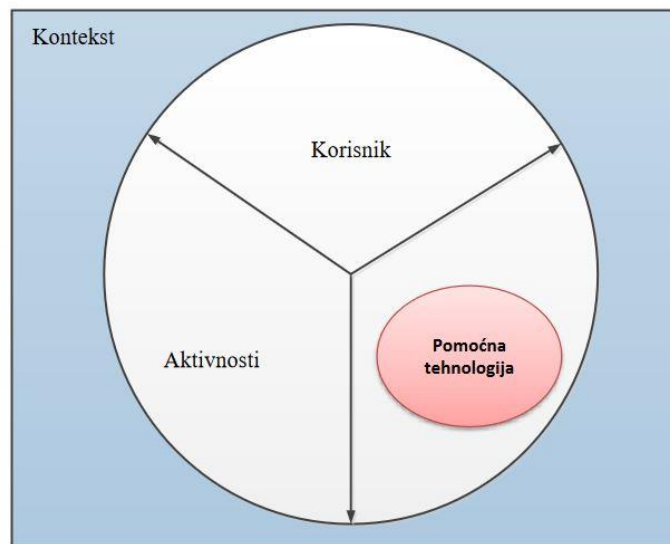 Kontekst
Korisnik
Aktivnosti
Pomoćna
tehnologija